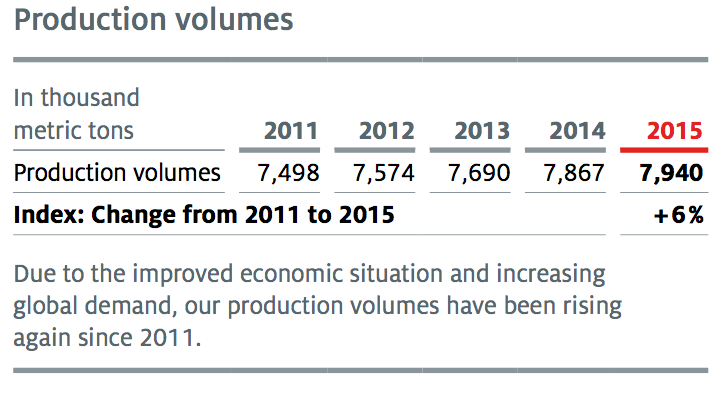 Production volumes
In thousand
metric tons 2011 2012 2013 2014 2015
Production volumes 7,498 7,574 7,690 7,867 7,940
Index: Change from 2011 to 2015 +6%
Due to the improved economic situation and increasing
global demand, our production volumes have been rising
again since 2011.